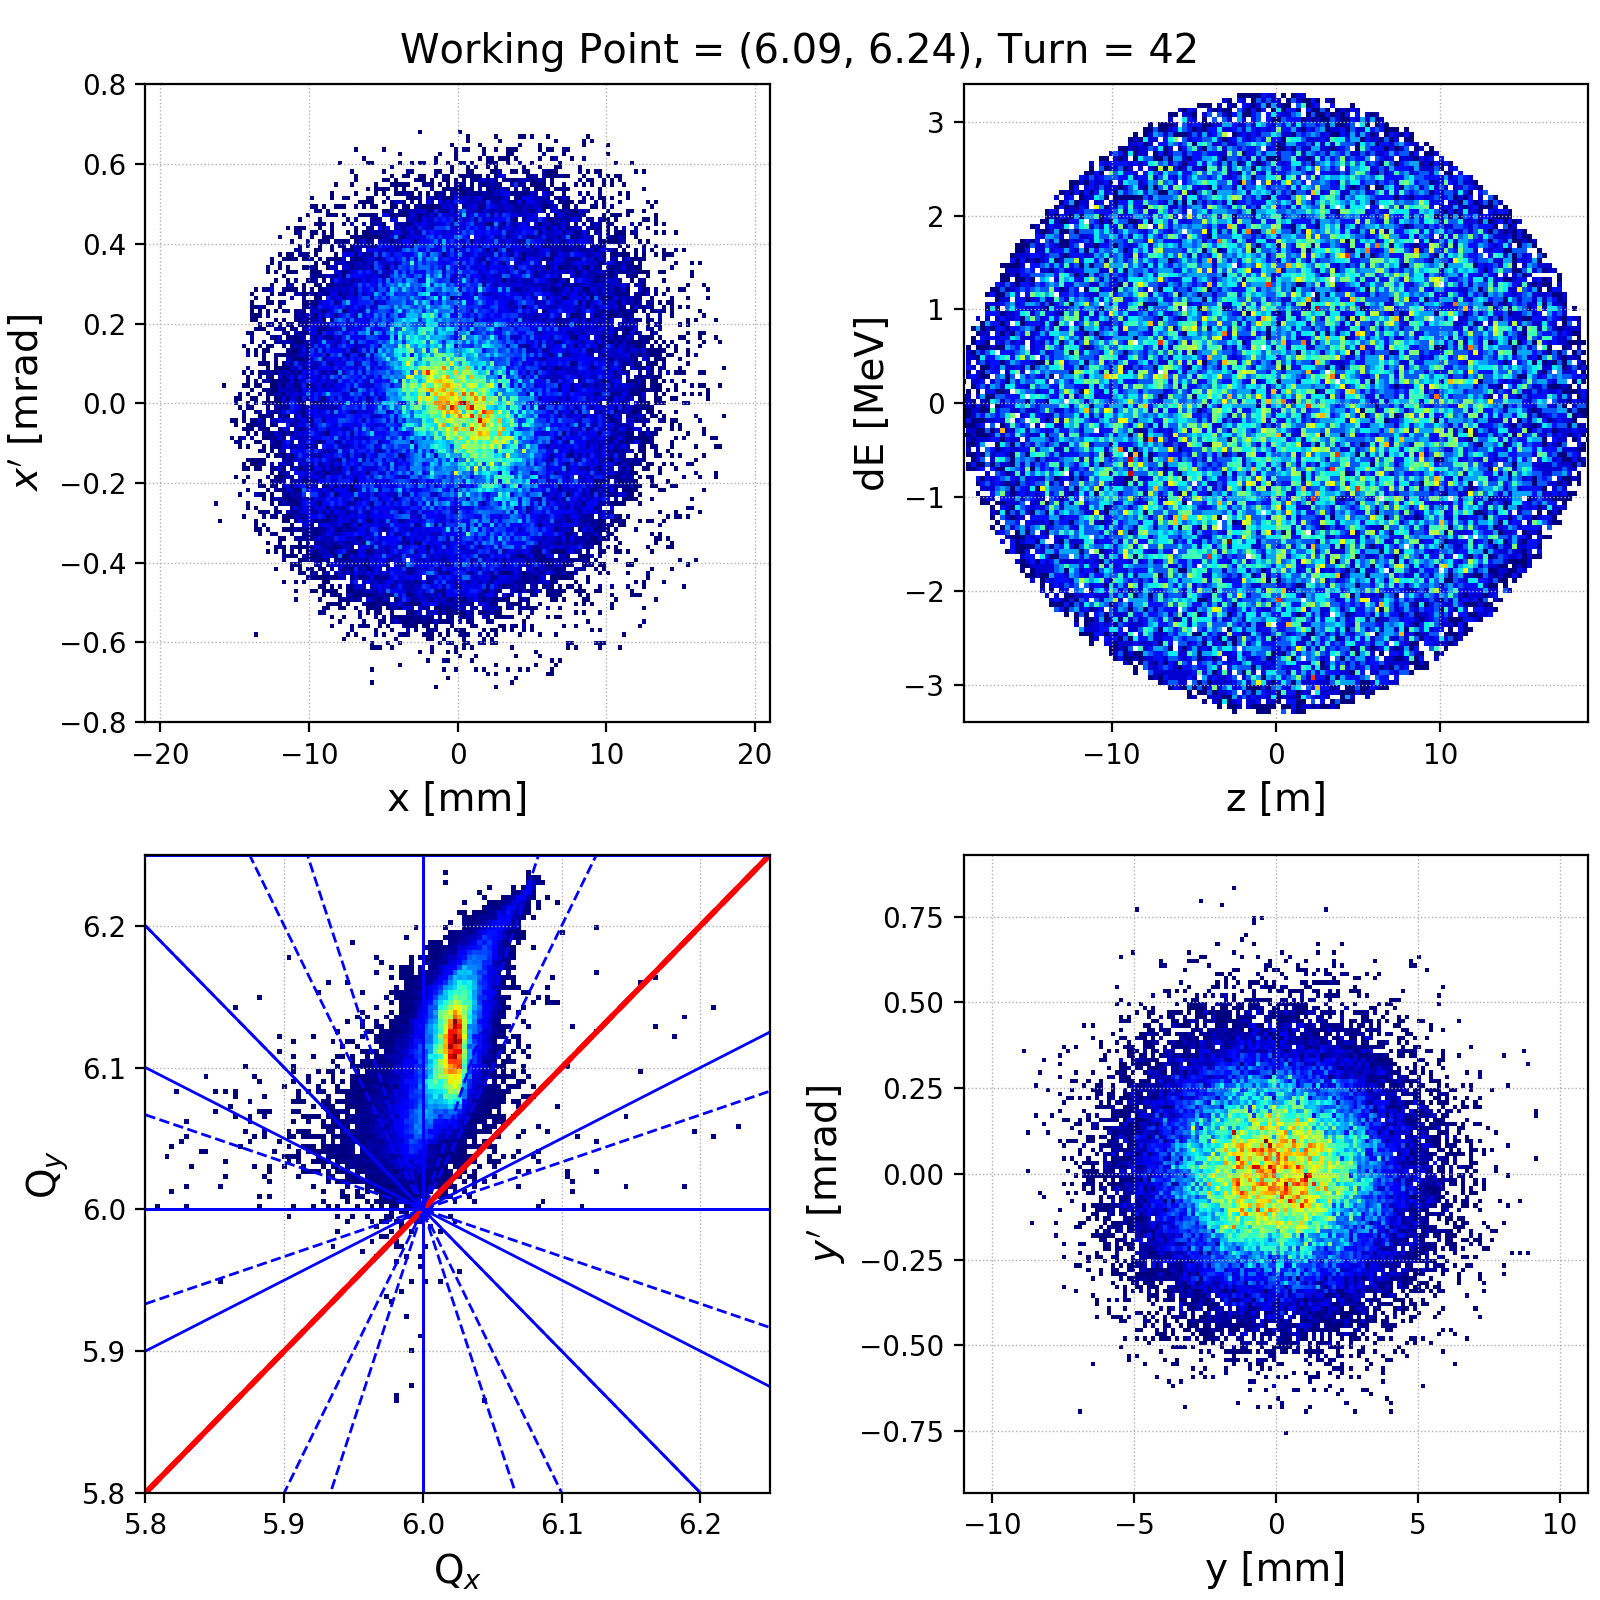 Working Point = (6.09, 6.24), Turn = 42
0.8
0.6
0.4
0.2
0.0
−0.2
−0.4
−0.6
−0.8
x′ [mrad]
−20 −10 0 10 20
x [mm]
3
2
1
0
−1
−2
−3
dE [MeV]
−10 0 10
z [m]
6.2
6.1
6.0
5.9
5.8
Qy
5.8 5.9 6.0 6.1 6.2
Qx
0.75
0.50
0.25
0.00
−0.25
−0.50
−0.75
y′ [mrad]
−10 −5 0 5 10
y [mm]